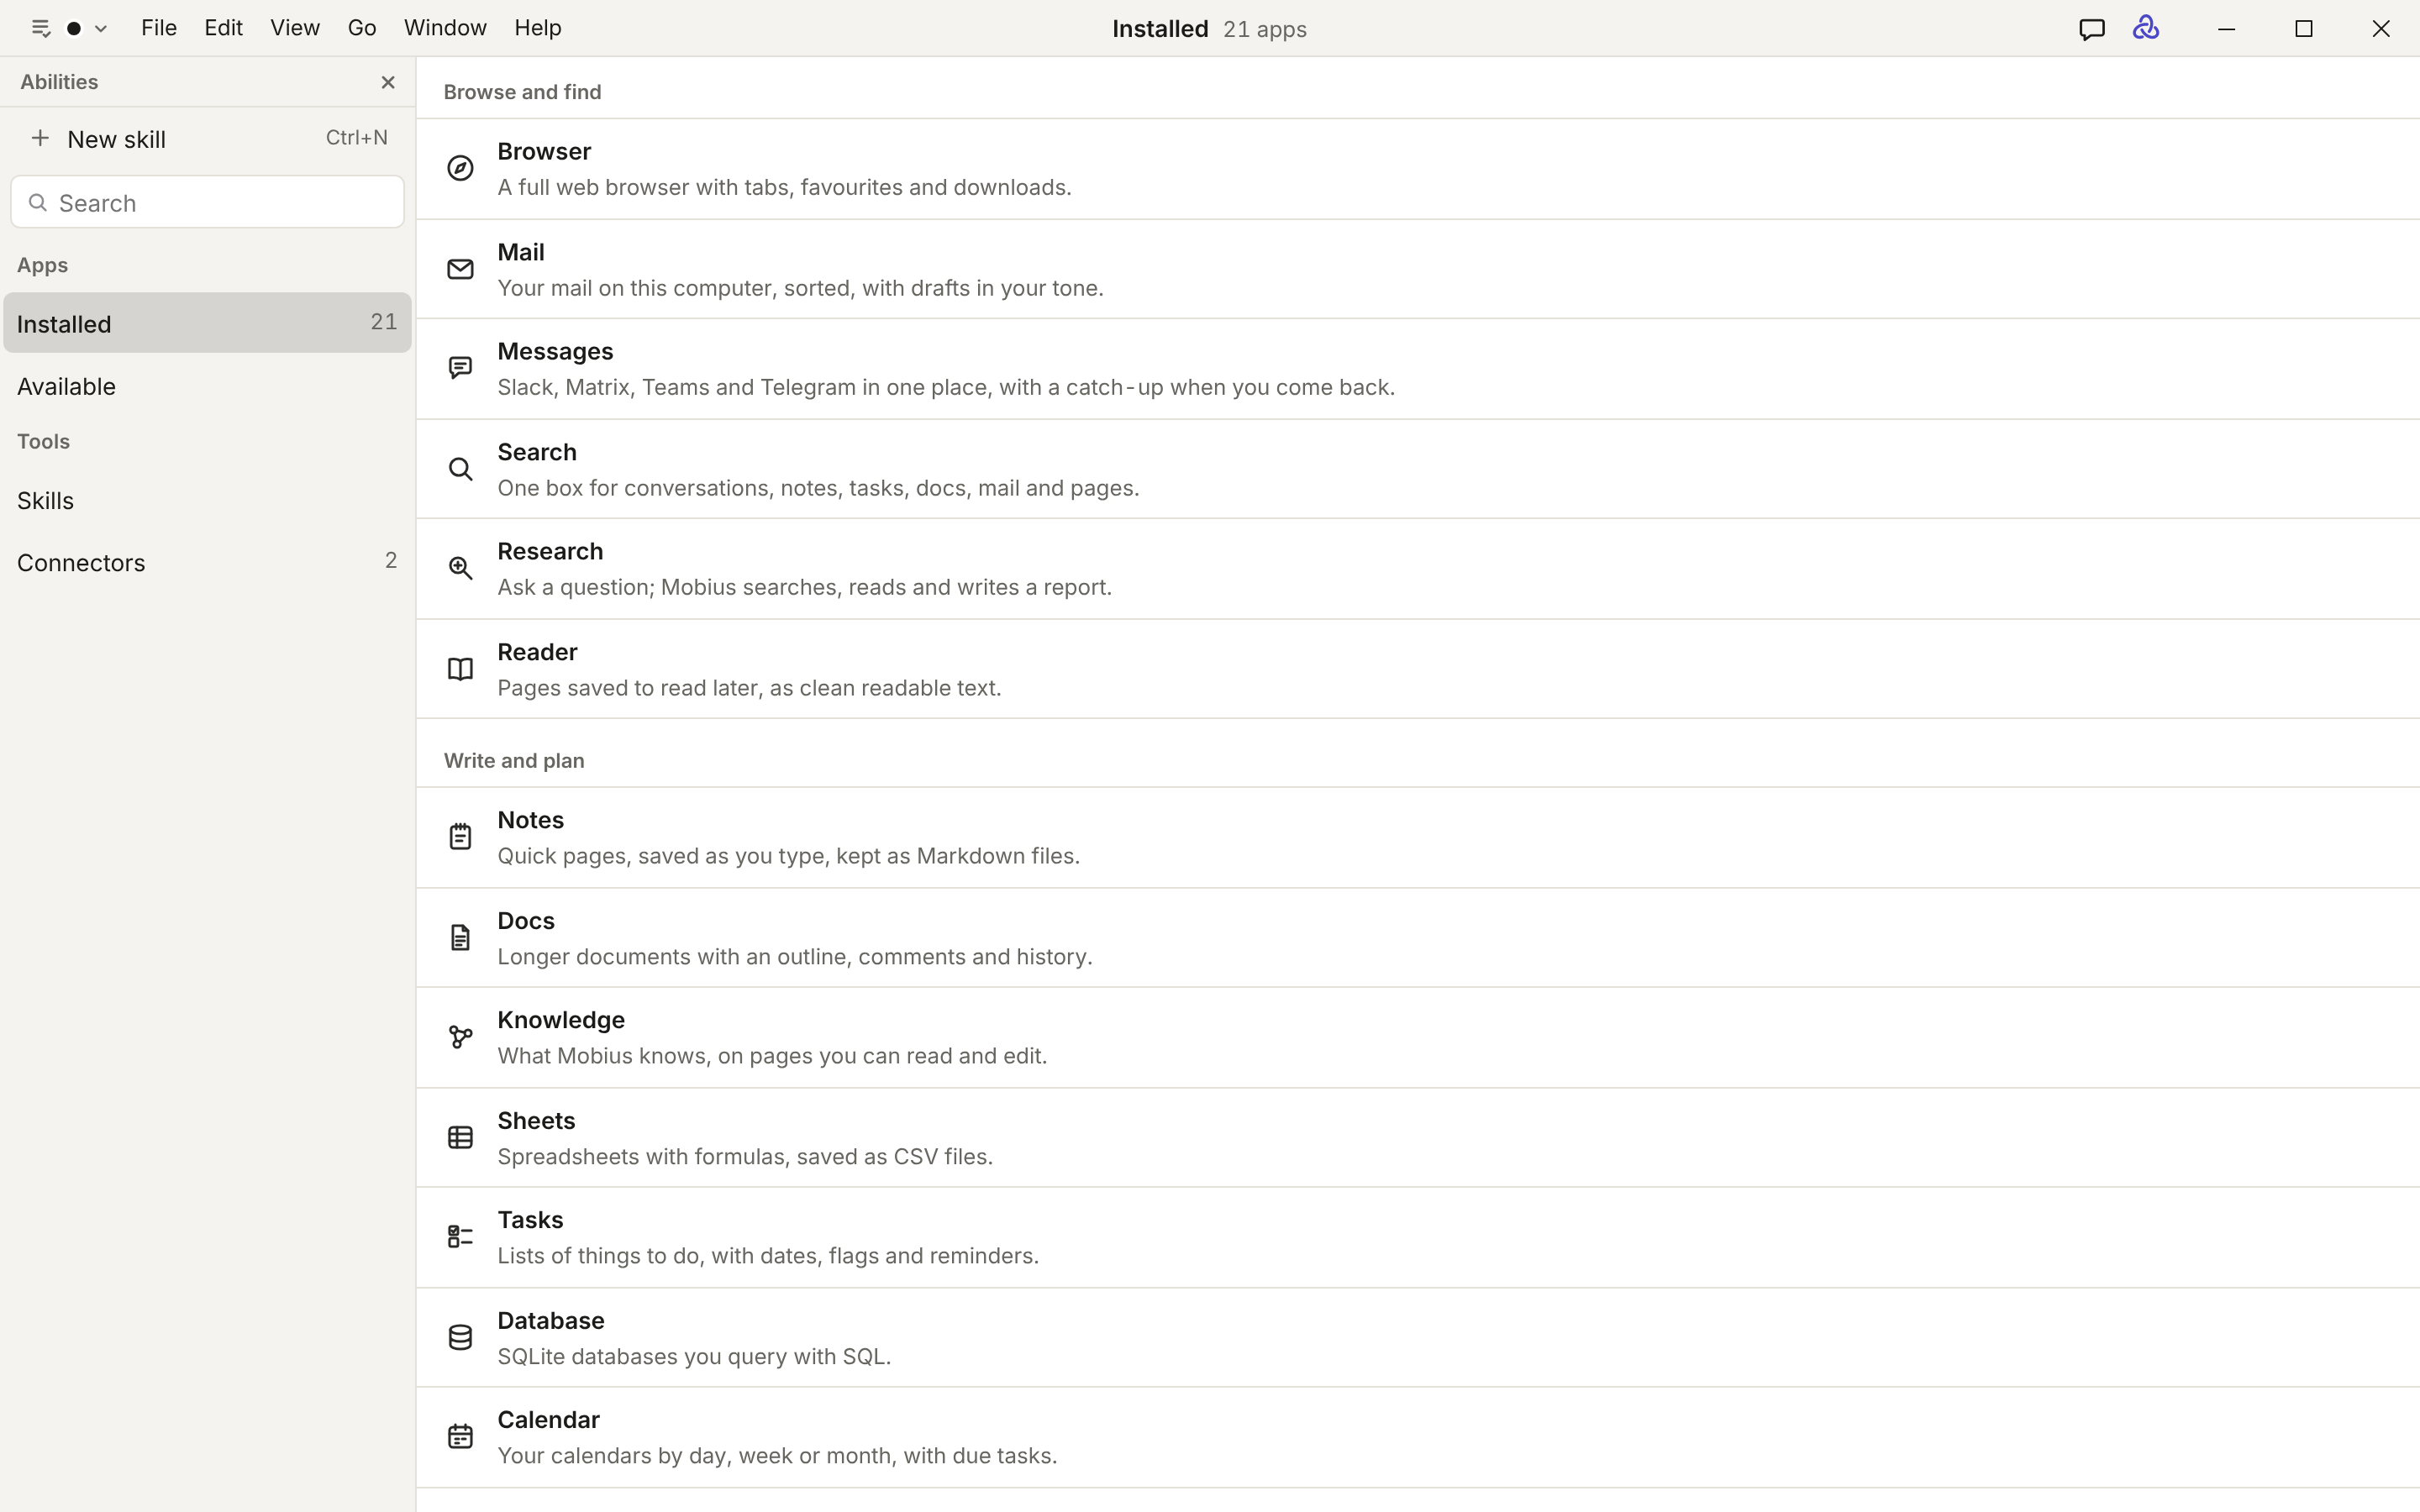 File Edit View Go Window Help
Installed 21 apps
Abilities
New skill Ctrl+N
Search
Apps
Installed 21
Available
Tools
Skills
Connectors 2
Browse and find
Browser
A full web browser with tabs, favourites and downloads.
Mail
Your mail on this computer, sorted, with drafts in your tone.
Messages
Slack, Matrix, Teams and Telegram in one place, with a catch-up when you come back.
Search
One box for conversations, notes, tasks, docs, mail and pages.
Research
Ask a question; Mobius searches, reads and writes a report.
Reader
Pages saved to read later, as clean readable text.
Write and plan
Notes
Quick pages, saved as you type, kept as Markdown files.
Docs
Longer documents with an outline, comments and history.
Knowledge
What Mobius knows, on pages you can read and edit.
Sheets
Spreadsheets with formulas, saved as CSV files.
Tasks
Lists of things to do, with dates, flags and reminders.
Database
SQLite databases you query with SQL.
Calendar
Your calendars by day, week or month, with due tasks.